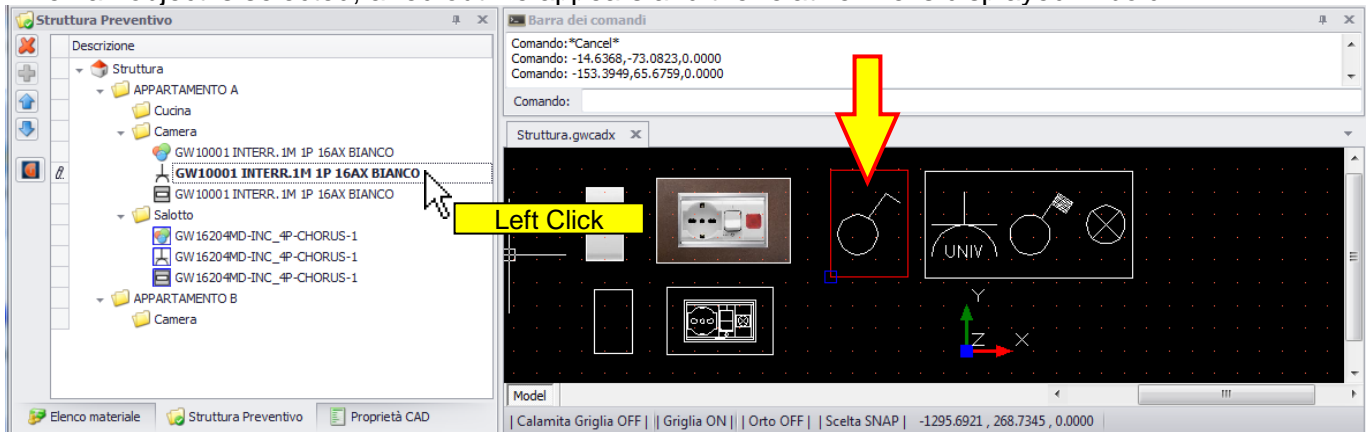 Struttura Preventivo
Descrizione
Struttura
APPARTAMENTO A
Cucina
Camera
GW10001 INTERR. 1M 1P 16AX BIANCO
GW10001 INTERR.1M 1P 16AX BIANCO
GW10001 INTERR. 1M 1P 16AX BIANCO
Salotto
GW16204MD-INC_4P-CHORUS-1
GW16204MD-INC_4P-CHORUS-1
GW16204MD-INC_4P-CHORUS-1
APPARTAMENTO B
Camera
Elenco materiale
Struttura Preventivo
Proprietà CAD
Left Click
Barra dei comandi
Comando:*Cancel*
Comando: -14.6368,-73.0823,0.0000
Comando: -153.3949,65.6759,0.0000
Comando:
Struttura.gwcadx
UNIV
Y
Z
X
Model
| Calamita Griglia OFF | | Griglia ON | | Orto OFF | | Scelta SNAP | -1295.6921 , 268.7345 , 0.0000